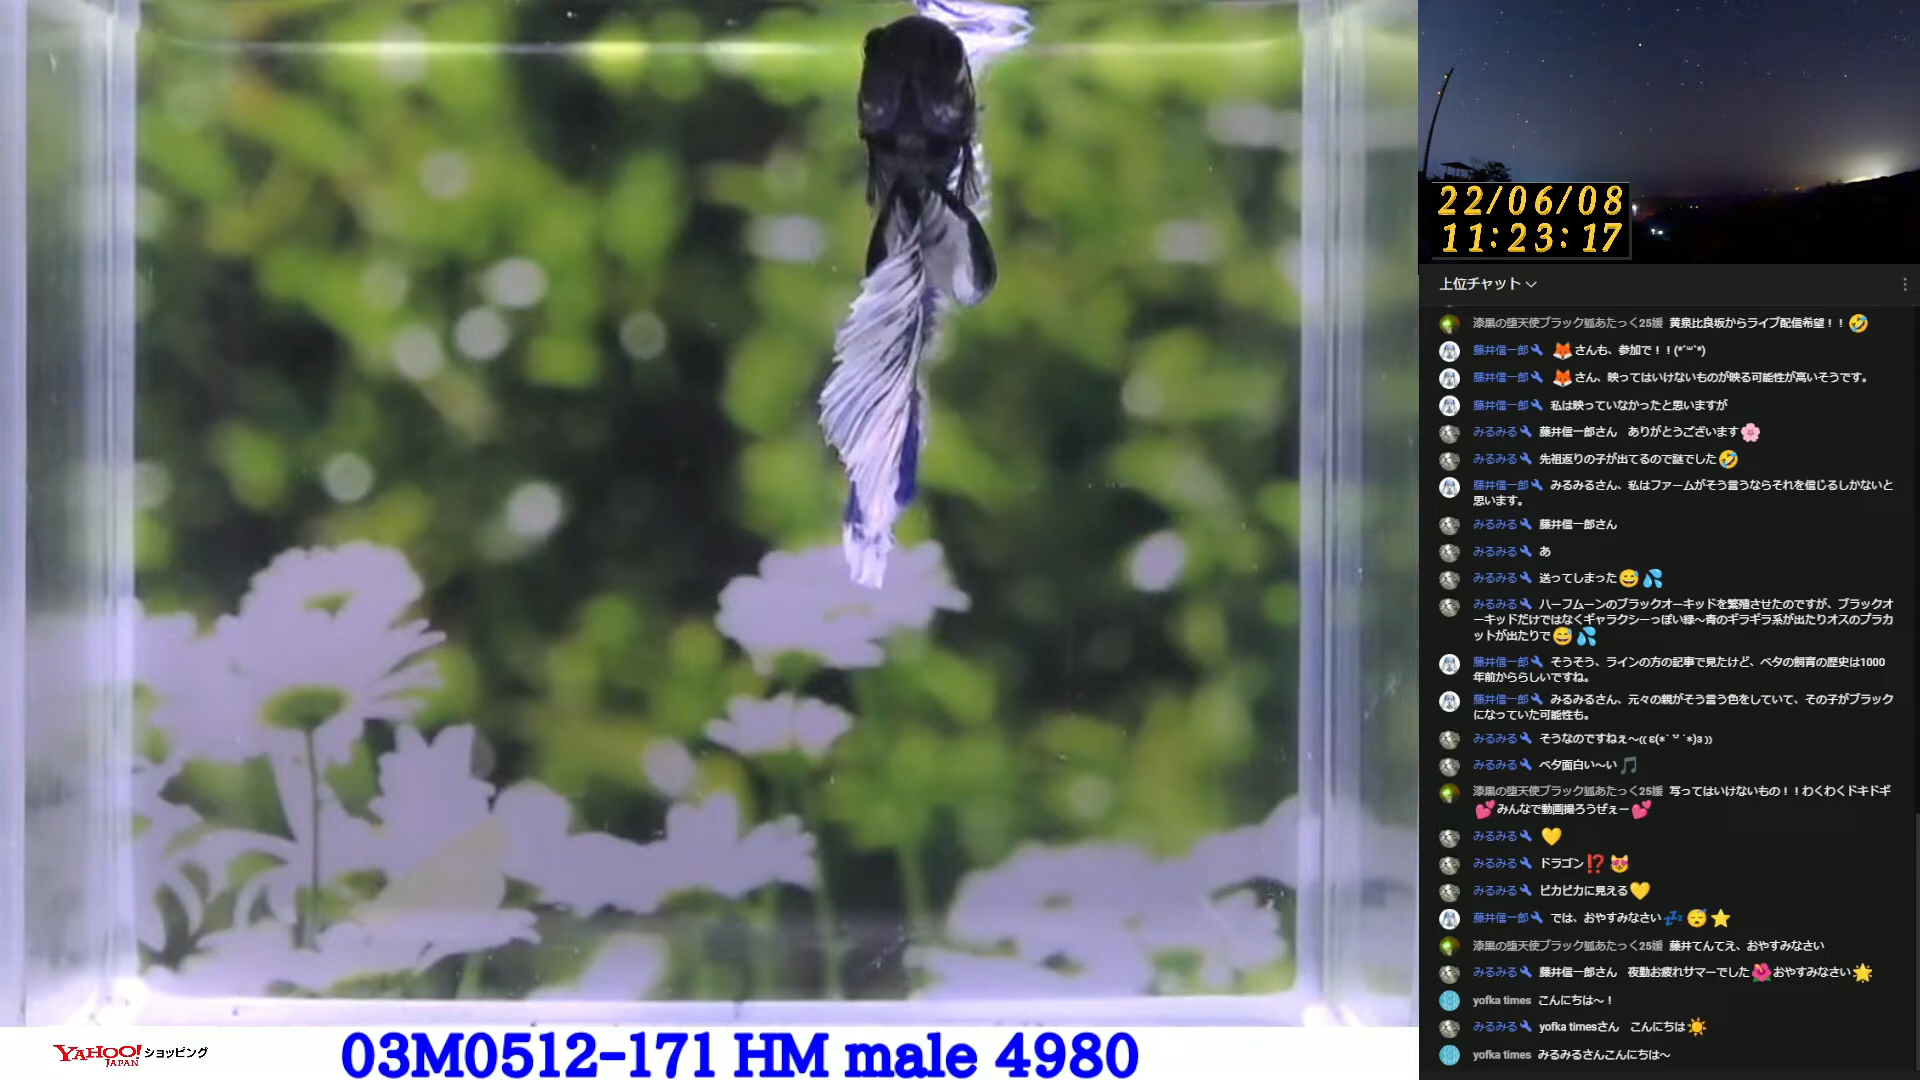 22/06/08
11:23:17
上位チャット
漆黒の堕天使ブラック狐あたっく25媛 黄泉比良坂からライブ配信希望！！🤣
藤井信一郎 🦊さんも、参加で！！(*´꒳`*)
藤井信一郎 🦊さん、映ってはいけないものが映る可能性が高いそうです。
藤井信一郎 私は映っていなかったと思いますが
みるみる 藤井信一郎さん　ありがとうございます🌸
みるみる 先祖返りの子が出てるので謎でした🤣
藤井信一郎 みるみるさん、私はファームがそう言うならそれを信じるしかないと
思います。
みるみる 藤井信一郎さん
みるみる あ
みるみる 送ってしまった😅💦
みるみる ハーフムーンのブラックオーキッドを繁殖させたのですが、ブラックオ
ーキッドだけではなくギャラクシーっぽい緑〜青のギラギラ系が出たりオスのプラカ
ットが出たりで😅💦
藤井信一郎 そうそう、ラインの方の記事で見たけど、ベタの飼育の歴史は1000
年前かららしいですね。
藤井信一郎 みるみるさん、元々の親がそう言う色をしていて、その子がブラック
になっていた可能性も。
みるみる そうなのですねぇ〜(( ε(*˙ ꒳ ˙*)з ))
みるみる ベタ面白い〜い🎵
漆黒の堕天使ブラック狐あたっく25媛 写ってはいけないもの！！わくわくドキドギ
💕みんなで動画撮ろうぜぇー💕
みるみる 💛
みるみる ドラゴン⁉️😻
みるみる ピカピカに見える💛
藤井信一郎 では、おやすみなさい💤😴⭐
漆黒の堕天使ブラック狐あたっく25媛 藤井てんてえ、おやすみなさい
みるみる 藤井信一郎さん　夜勤お疲れサマーでした🌺おやすみなさい🌟
yofka times こんにちは〜！
みるみる yofka timesさん　こんにちは☀️
yofka times みるみるさんこんにちは〜
YAHOO! JAPAN ショッピング
03M0512-171 HM male 4980